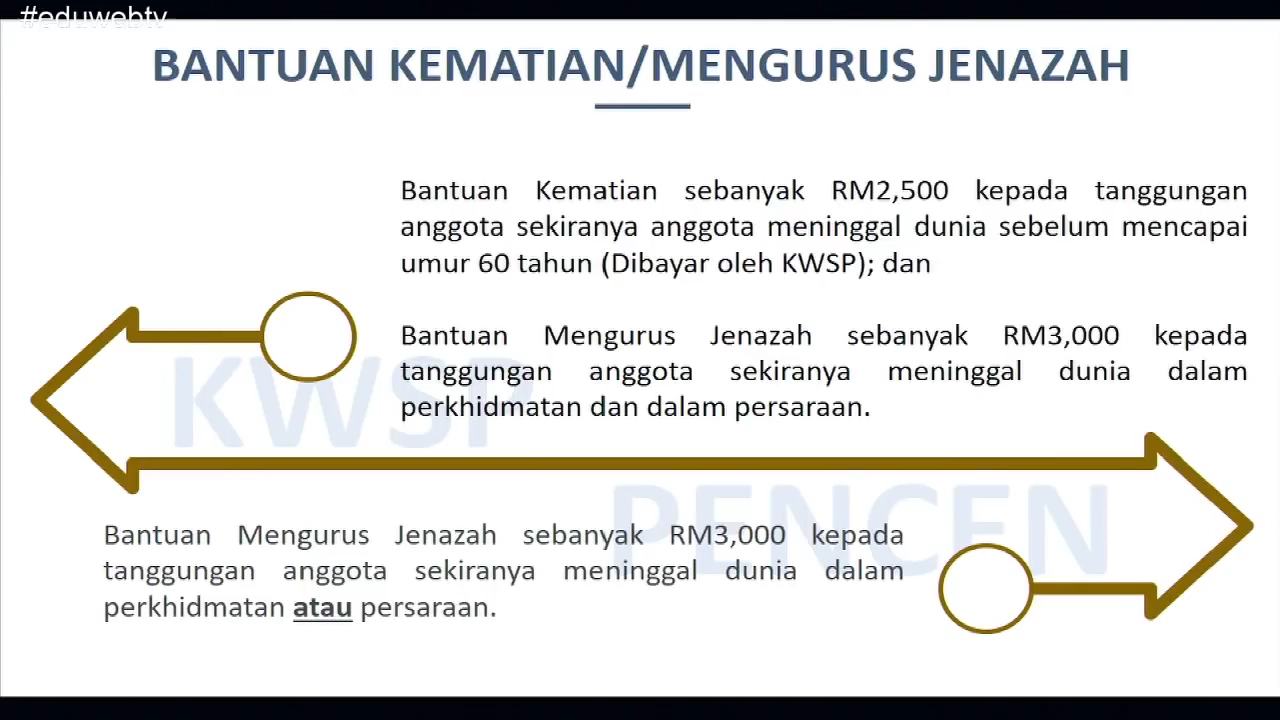 #eduwebtv
BANTUAN KEMATIAN/MENGURUS JENAZAH
Bantuan Kematian sebanyak RM2,500 kepada tanggungan
anggota sekiranya anggota meninggal dunia sebelum mencapai
umur 60 tahun (Dibayar oleh KWSP); dan
Bantuan Mengurus Jenazah sebanyak RM3,000 kepada
tanggungan anggota sekiranya meninggal dunia dalam
perkhidmatan dan dalam persaraan.
KWSP
PENCEN
Bantuan Mengurus Jenazah sebanyak RM3,000 kepada
tanggungan anggota sekiranya meninggal dunia dalam
perkhidmatan atau persaraan.